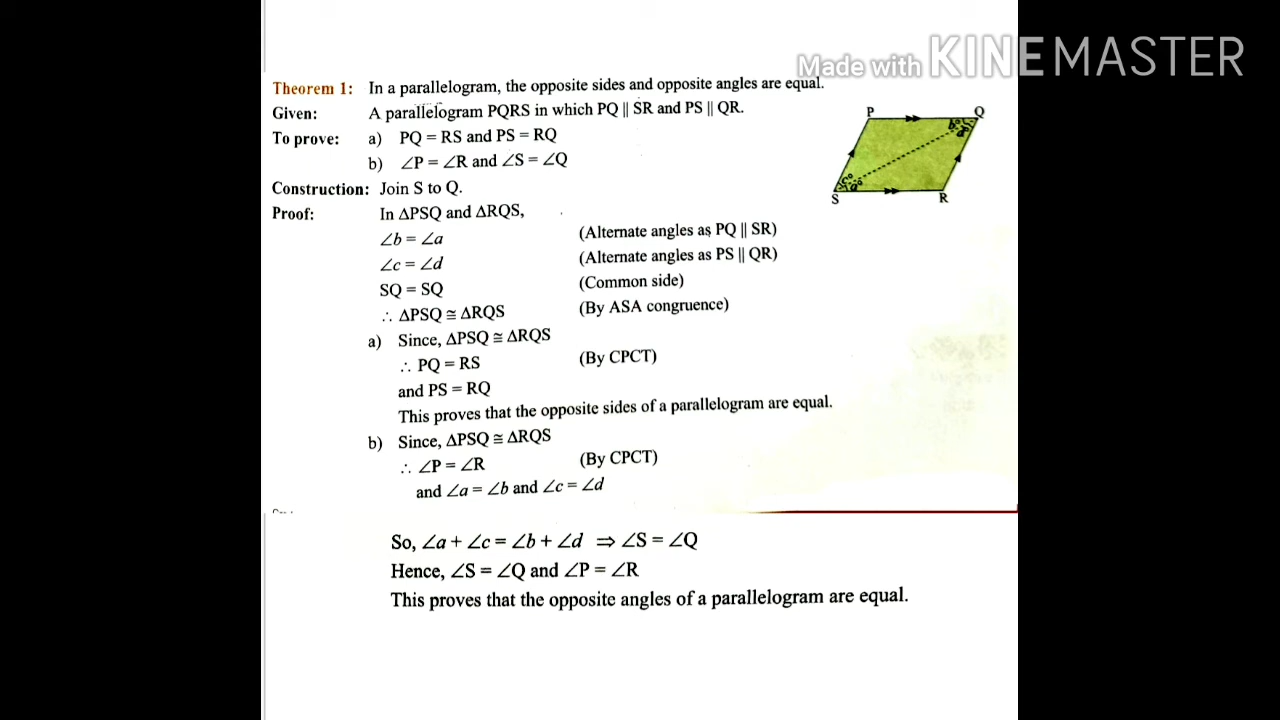 Made with KINEMASTER
Theorem 1: In a parallelogram, the opposite sides and opposite angles are equal.
Given: A parallelogram PQRS in which PQ || SR and PS || QR.
To prove: a) PQ = RS and PS = RQ
b) ∠P = ∠R and ∠S = ∠Q
Construction: Join S to Q.
Proof: In ΔPSQ and ΔRQS,
∠b = ∠a (Alternate angles as PQ || SR)
∠c = ∠d (Alternate angles as PS || QR)
SQ = SQ (Common side)
∴ ΔPSQ ≅ ΔRQS (By ASA congruence)
a) Since, ΔPSQ ≅ ΔRQS
∴ PQ = RS (By CPCT)
and PS = RQ
This proves that the opposite sides of a parallelogram are equal.
b) Since, ΔPSQ ≅ ΔRQS
∴ ∠P = ∠R (By CPCT)
and ∠a = ∠b and ∠c = ∠d
So, ∠a + ∠c = ∠b + ∠d ⇒ ∠S = ∠Q
Hence, ∠S = ∠Q and ∠P = ∠R
This proves that the opposite angles of a parallelogram are equal.
P Q
b°
d°
c°
a°
S R